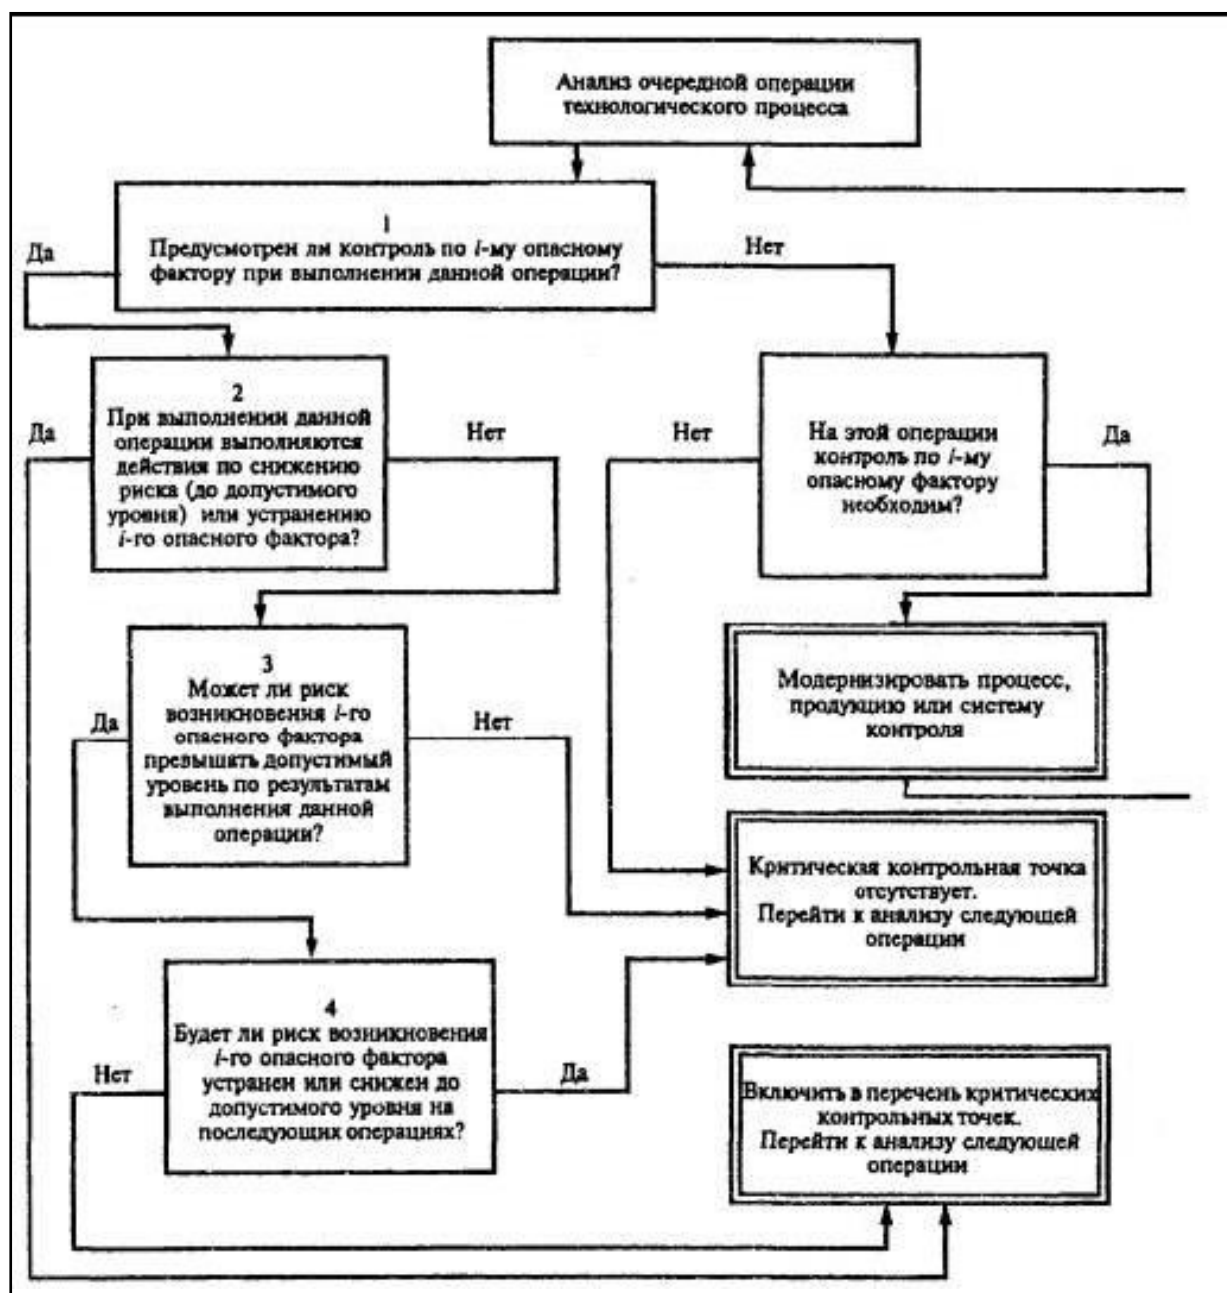 Анализ очередной операции
технологического процесса
1
Предусмотрен ли контроль по i-му опасному
фактору при выполнении данной операции?
Да
Нет
2
При выполнении данной
операции выполняются
действия по снижению
риска (до допустимого
уровня) или устранению
i-го опасного фактора?
Да
Нет
На этой операции
контроль по i-му
опасному фактору
необходим?
Нет
Да
3
Может ли риск
возникновения i-го
опасного фактора
превышать допустимый
уровень по результатам
выполнения данной
операции?
Да
Нет
Модернизировать процесс,
продукцию или систему
контроля
Критическая контрольная точка
отсутствует.
Перейти к анализу следующей
операции
4
Будет ли риск возникновения
i-го опасного фактора
устранен или снижен до
допустимого уровня на
последующих операциях?
Нет
Да
Включить в перечень критических
контрольных точек.
Перейти к анализу следующей
операции